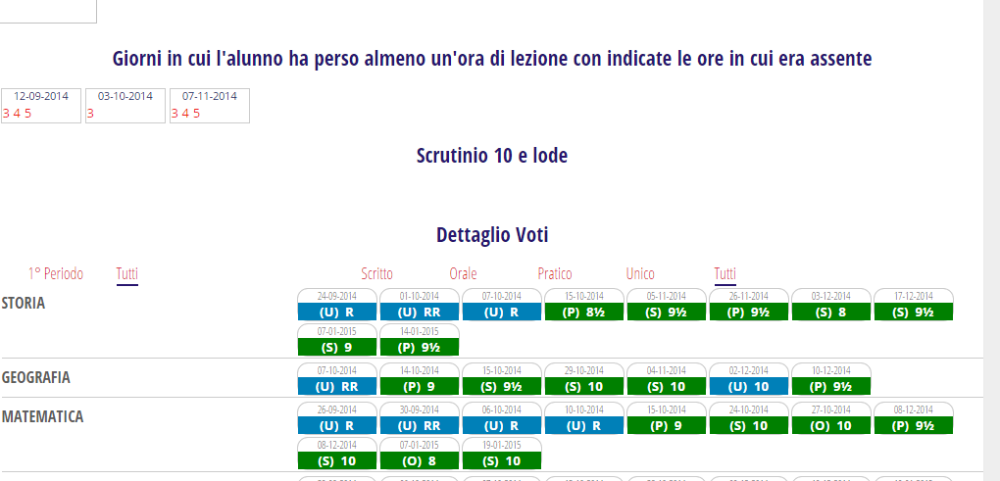 Giorni in cui l'alunno ha perso almeno un'ora di lezione con indicate le ore in cui era assente
12-09-2014 03-10-2014 07-11-2014
3 4 5 3 3 4 5
Scrutinio 10 e lode
Dettaglio Voti
1° Periodo Tutti Scritto Orale Pratico Unico Tutti
STORIA
24-09-2014 01-10-2014 07-10-2014 15-10-2014 05-11-2014 26-11-2014 03-12-2014 17-12-2014
(U) R (U) RR (U) R (P) 8½ (S) 9½ (P) 9½ (S) 8 (S) 9½
07-01-2015 14-01-2015
(S) 9 (P) 9½
GEOGRAFIA
07-10-2014 14-10-2014 15-10-2014 29-10-2014 04-11-2014 02-12-2014 10-12-2014
(U) RR (P) 9 (S) 9½ (S) 10 (S) 10 (U) 10 (P) 9½
MATEMATICA
26-09-2014 30-09-2014 06-10-2014 10-10-2014 15-10-2014 24-10-2014 27-10-2014 08-12-2014
(U) R (U) RR (U) R (U) R (P) 9 (S) 10 (O) 10 (P) 9½
08-12-2014 07-01-2015 19-01-2015
(S) 10 (O) 8 (S) 10